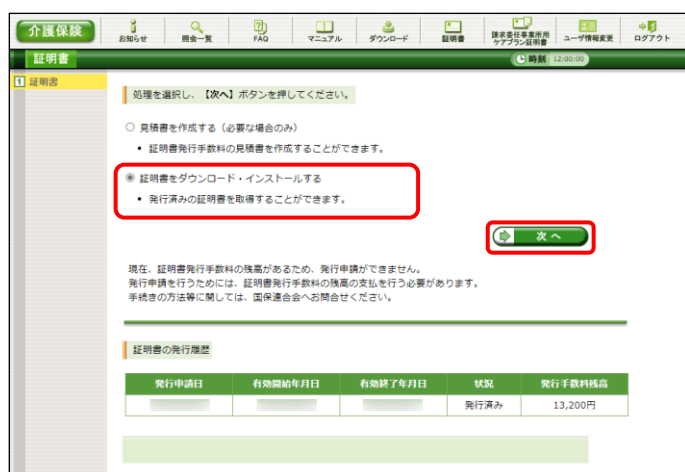 介護保険
お知らせ
照会一覧
FAQ
マニュアル
ダウンロード
証明書
請求委任事業所用
ケアプラン証明書
ユーザ情報変更
ログアウト
証明書
時刻 12:00:00
1 証明書
処理を選択し、【次へ】ボタンを押してください。
見積書を作成する（必要な場合のみ）
• 証明書発行手数料の見積書を作成することができます。
証明書をダウンロード・インストールする
• 発行済みの証明書を取得することができます。
次へ
現在、証明書発行手数料の残高があるため、発行申請ができません。
発行申請を行うためには、証明書発行手数料の残高の支払を行う必要があります。
手続きの方法等に関しては、国保連合会へお問合せください。
証明書の発行履歴
発行申請日 有効開始年月日 有効終了年月日 状況 発行手数料残高
発行済み 13,200円